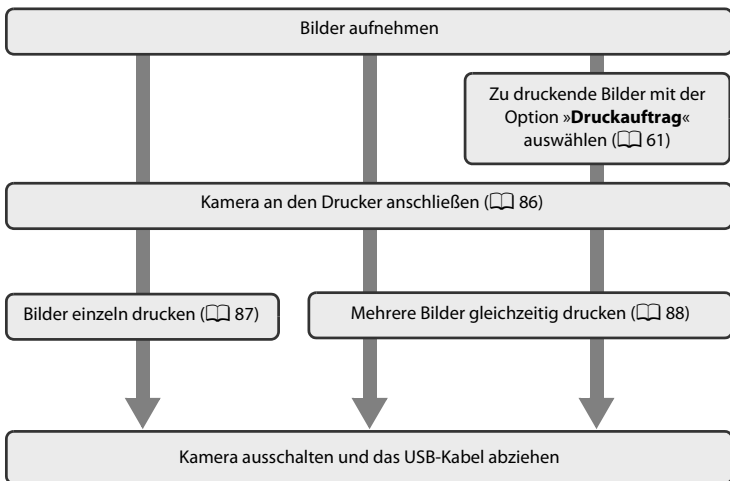 Bilder aufnehmen
Zu druckende Bilder mit der
Option »Druckauftrag«
auswählen (📖 61)
Kamera an den Drucker anschließen (📖 86)
Bilder einzeln drucken (📖 87)
Mehrere Bilder gleichzeitig drucken (📖 88)
Kamera ausschalten und das USB-Kabel abziehen